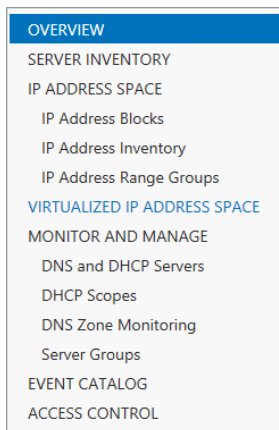 OVERVIEW
SERVER INVENTORY
IP ADDRESS SPACE
IP Address Blocks
IP Address Inventory
IP Address Range Groups
VIRTUALIZED IP ADDRESS SPACE
MONITOR AND MANAGE
DNS and DHCP Servers
DHCP Scopes
DNS Zone Monitoring
Server Groups
EVENT CATALOG
ACCESS CONTROL